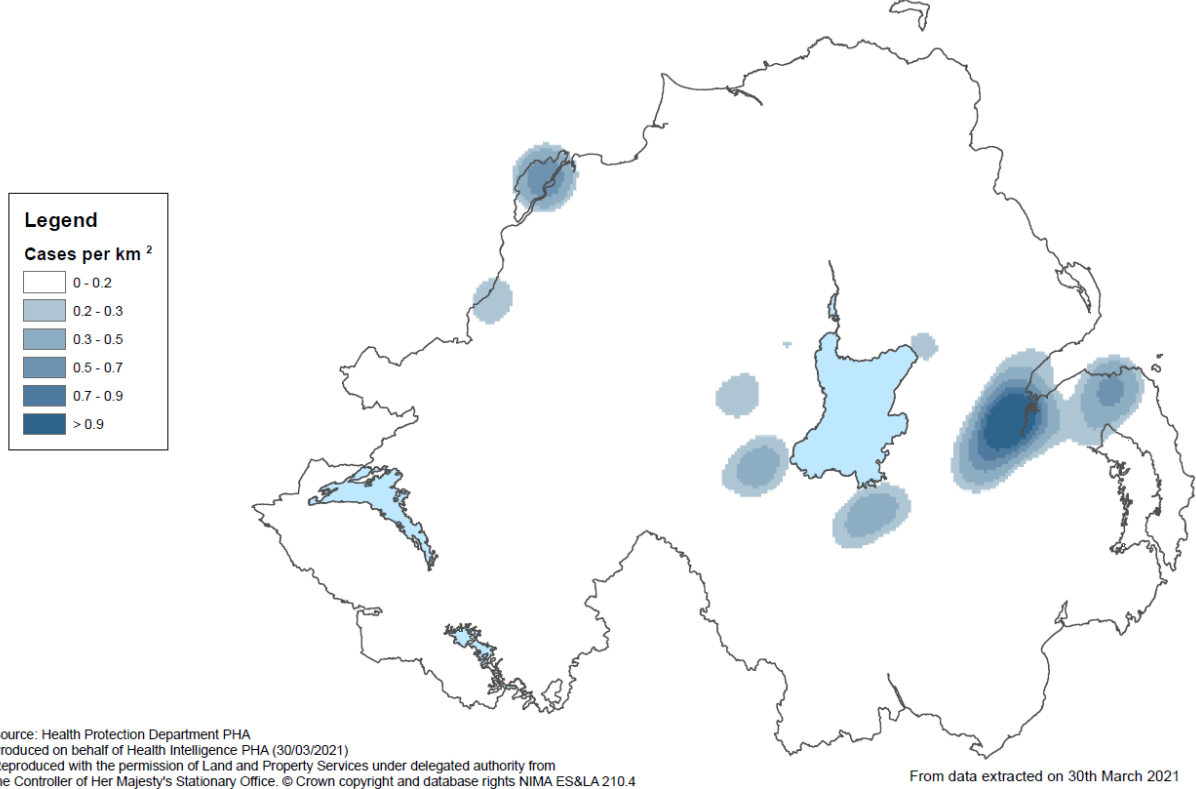 Legend
Cases per km ²
0 - 0.2
0.2 - 0.3
0.3 - 0.5
0.5 - 0.7
0.7 - 0.9
> 0.9
ource: Health Protection Department PHA
roduced on behalf of Health Intelligence PHA (30/03/2021)
eproduced with the permission of Land and Property Services under delegated authority from
he Controller of Her Majesty's Stationary Office. © Crown copyright and database rights NIMA ES&LA 210.4
From data extracted on 30th March 2021